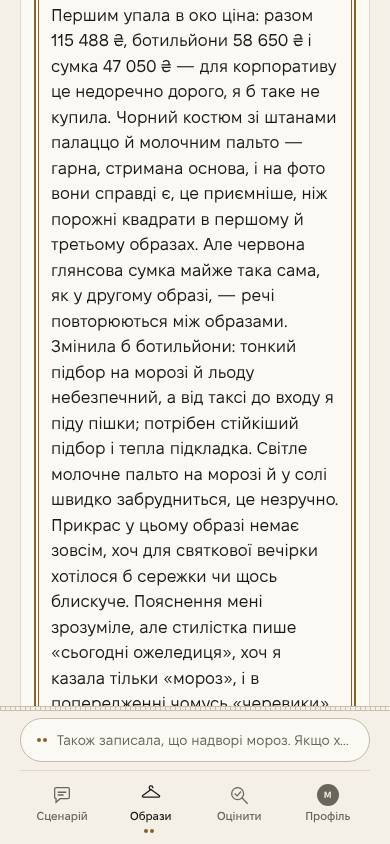 Першим упала в око ціна: разом
115 488 ₴, ботильйони 58 650 ₴ і
сумка 47 050 ₴ — для корпоративу
це недоречно дорого, я б таке не
купила. Чорний костюм зі штанами
палаццо й молочним пальто —
гарна, стримана основа, і на фото
вони справді є, це приємніше, ніж
порожні квадрати в першому й
третьому образах. Але червона
глянсова сумка майже така сама,
як у другому образі, — речі
повторюються між образами.
Змінила б ботильйони: тонкий
підбор на морозі й льоду
небезпечний, а від таксі до входу я
піду пішки; потрібен стійкіший
підбор і тепла підкладка. Світле
молочне пальто на морозі й у солі
швидко забрудниться, це незручно.
Прикрас у цьому образі немає
зовсім, хоч для святкової вечірки
хотілося б сережки чи щось
блискуче. Пояснення мені
зрозуміле, але стилістка пише
«сьогодні ожеледиця», хоч я
казала тільки «мороз», і в
попередженні чомусь «черевики»
Також записала, що надворі мороз. Якщо х...
Сценарій
Образи
Оцінити
М
Профіль